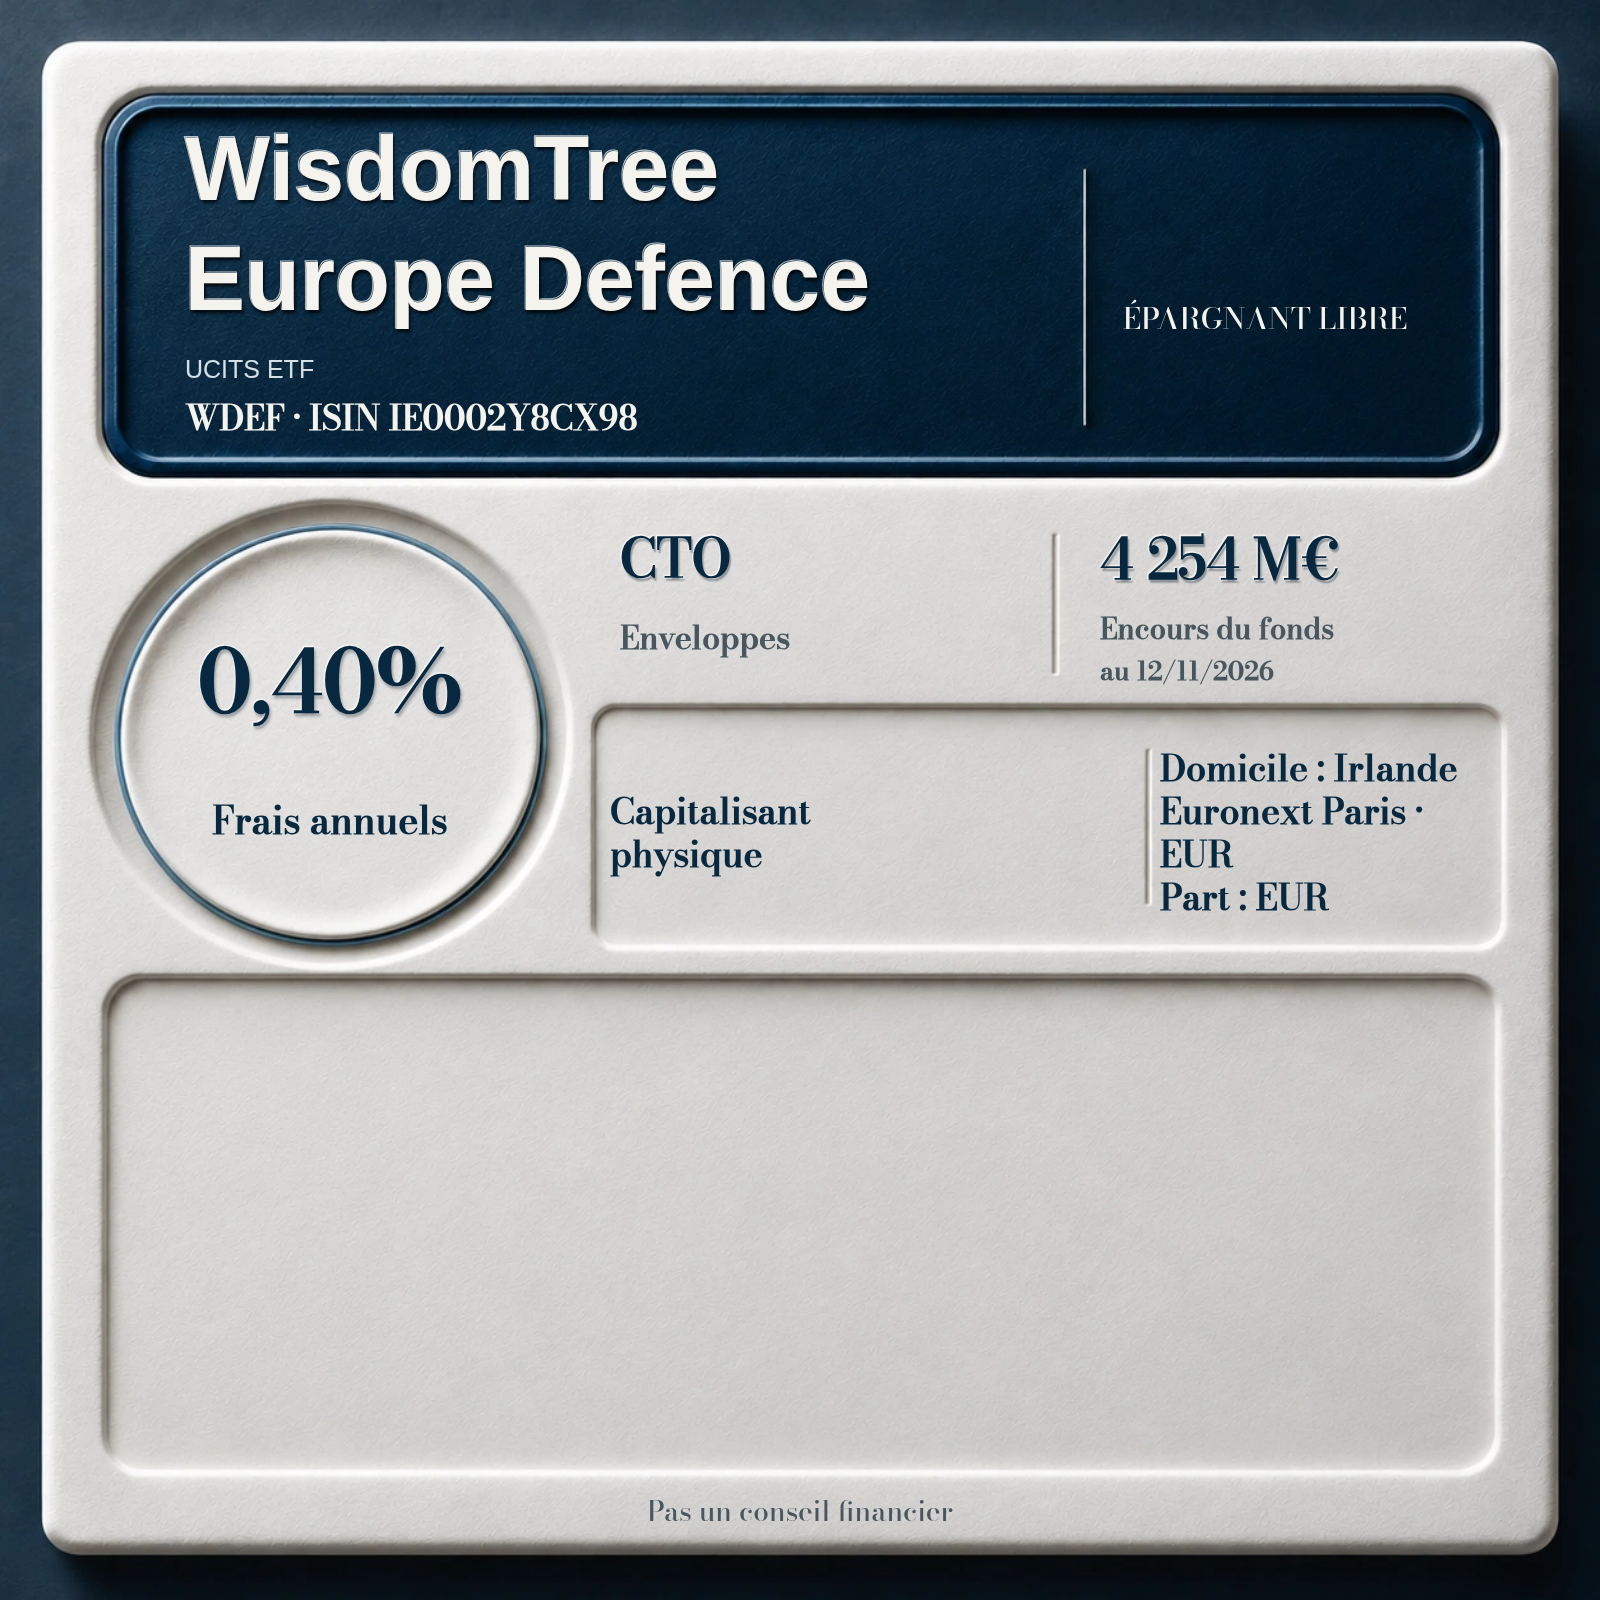 WisdomTree
Europe Defence
UCITS ETF
WDEF · ISIN IE0002Y8CX98
ÉPARGNANT LIBRE
0,40%
Frais annuels
CTO
Enveloppes
4 254 M€
Encours du fonds
au 12/11/2026
Capitalisant
physique
Domicile : Irlande
Euronext Paris ·
EUR
Part : EUR
Pas un conseil financier